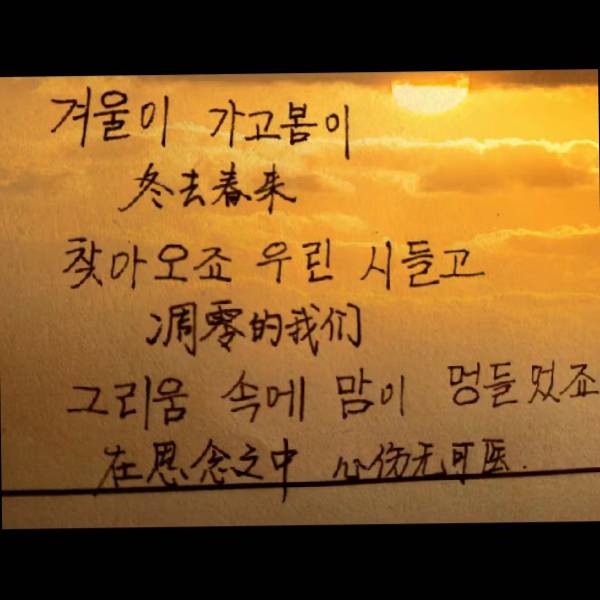 겨울이 가고봄이
冬去春来
찾아오죠 우린 시들고
凋零的我们
그리움 속에 맘이 멍들었죠
在思念之中 心伤无可医.